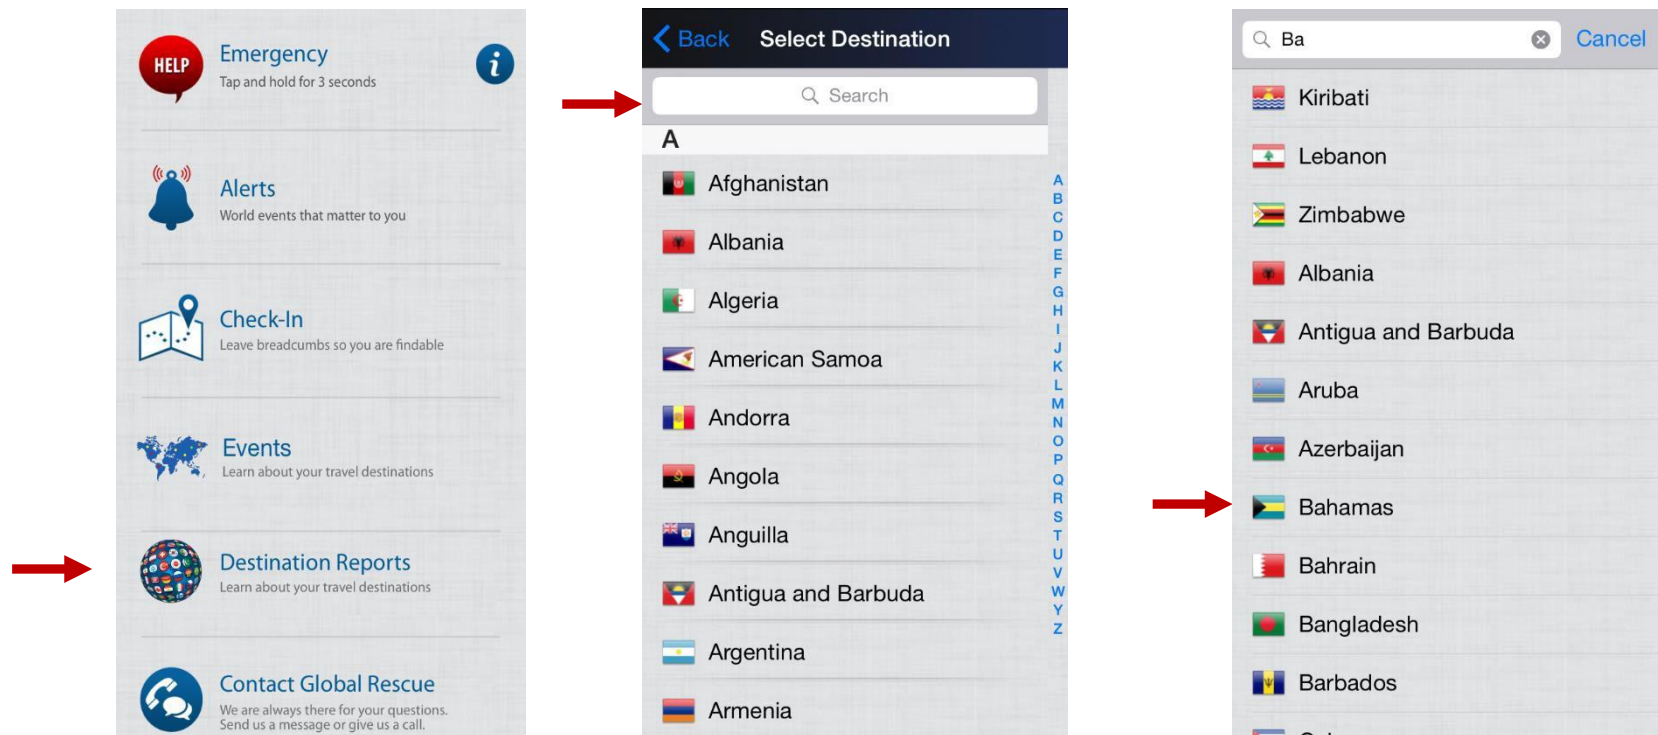 HELP
Emergency
Tap and hold for 3 seconds
i
Alerts
World events that matter to you
Check-In
Leave breadcumbs so you are findable
Events
Learn about your travel destinations
Destination Reports
Learn about your travel destinations
Contact Global Rescue
We are always there for your questions.
Send us a message or give us a call.
Back Select Destination
Search
A
Afghanistan
Albania
Algeria
American Samoa
Andorra
Angola
Anguilla
Antigua and Barbuda
Argentina
Armenia
A
B
C
D
E
F
G
H
I
J
K
L
M
N
O
P
Q
R
S
T
U
V
W
Y
Z
Ba Cancel
Kiribati
Lebanon
Zimbabwe
Albania
Antigua and Barbuda
Aruba
Azerbaijan
Bahamas
Bahrain
Bangladesh
Barbados